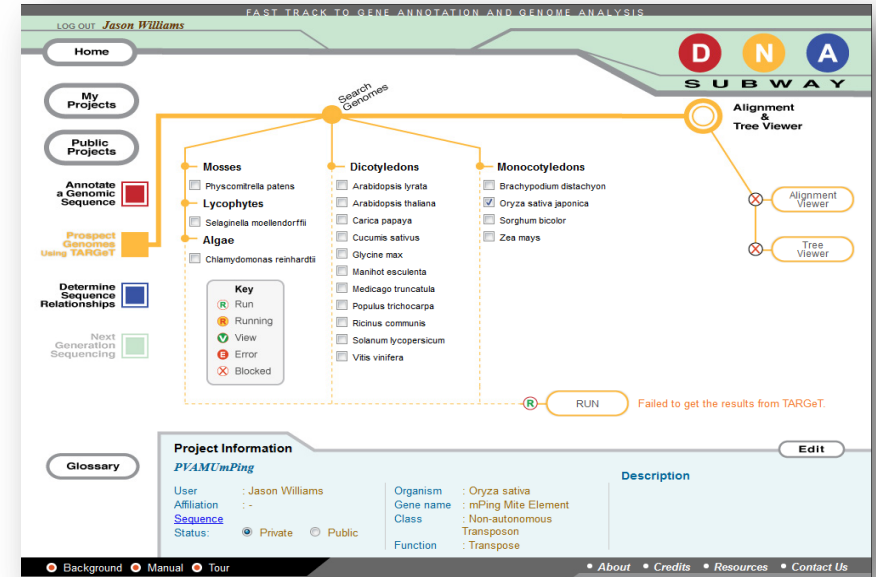 FAST TRACK TO GENE ANNOTATION AND GENOME ANALYSIS
LOG OUT Jason Williams
Home
D N A
SUBWAY
My
Projects
Public
Projects
Search
Genomes
Alignment
&
Tree Viewer
Annotate
a Genomic
Sequence
Prospect
Genomes
Using TARGeT
Determine
Sequence
Relationships
Next
Generation
Sequencing
Mosses
Physcomitrella patens
Lycophytes
Selaginella moellendorffii
Algae
Chlamydomonas reinhardtii
Key
R Run
R Running
V View
E Error
X Blocked
Dicotyledons
Arabidopsis lyrata
Arabidopsis thaliana
Carica papaya
Cucumis sativus
Glycine max
Manihot esculenta
Medicago truncatula
Populus trichocarpa
Ricinus communis
Solanum lycopersicum
Vitis vinifera
Monocotyledons
Brachypodium distachyon
Oryza sativa japonica
Sorghum bicolor
Zea mays
Alignment
Viewer
Tree
Viewer
R RUN Failed to get the results from TARGeT.
Glossary
Project Information
Edit
PVAMUmPing
User : Jason Williams
Affiliation : -
Sequence
Status: Private Public
Organism : Oryza sativa
Gene name : mPing Mite Element
Class : Non-autonomous
Transposon
Function : Transpose
Description
Background Manual Tour
• About • Credits • Resources • Contact Us